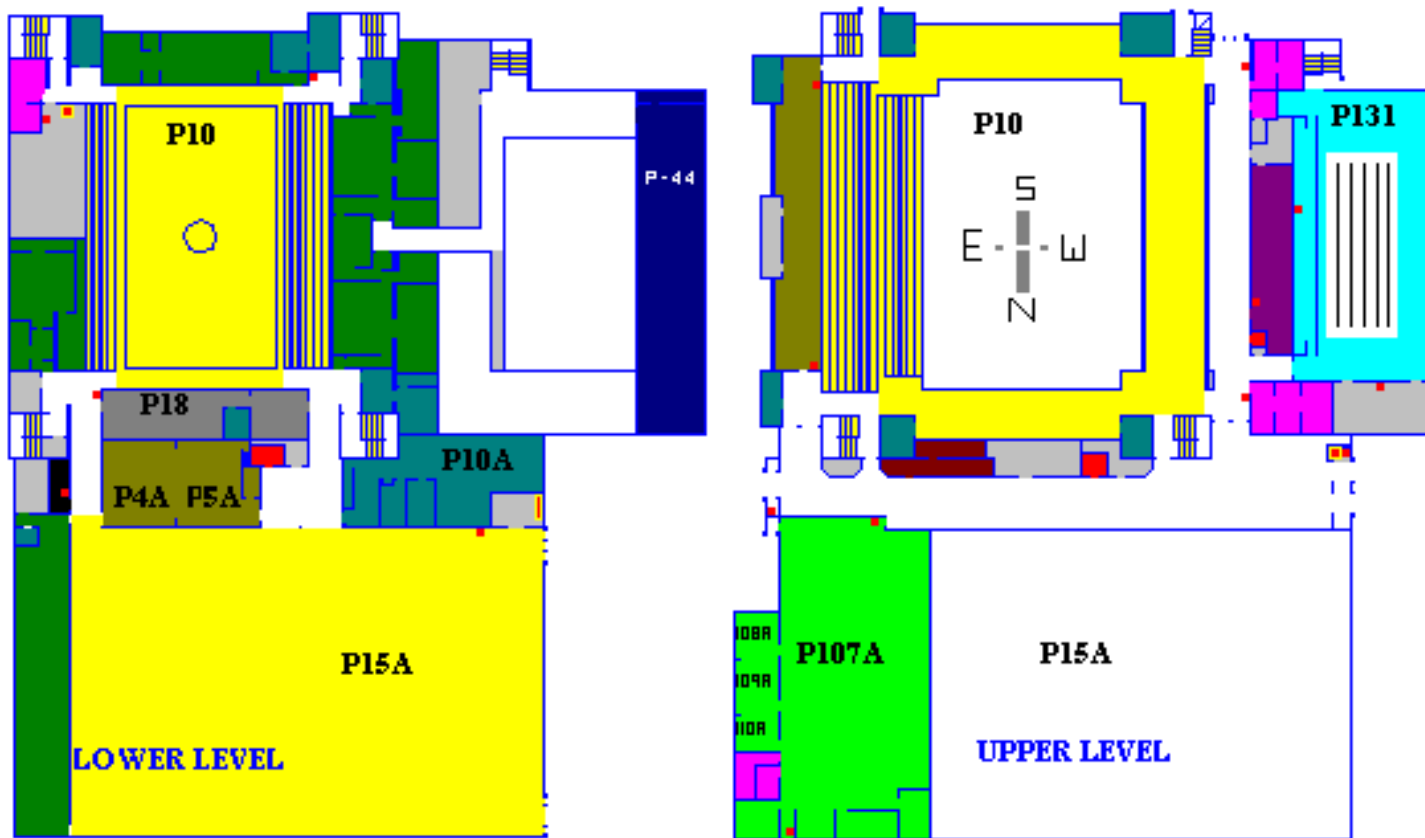 P10
P-44
P18
P4A P5A
P10A
P15A
LOWER LEVEL
P10
P131
S
E W
N
108A
109A
110A
P107A
P15A
UPPER LEVEL